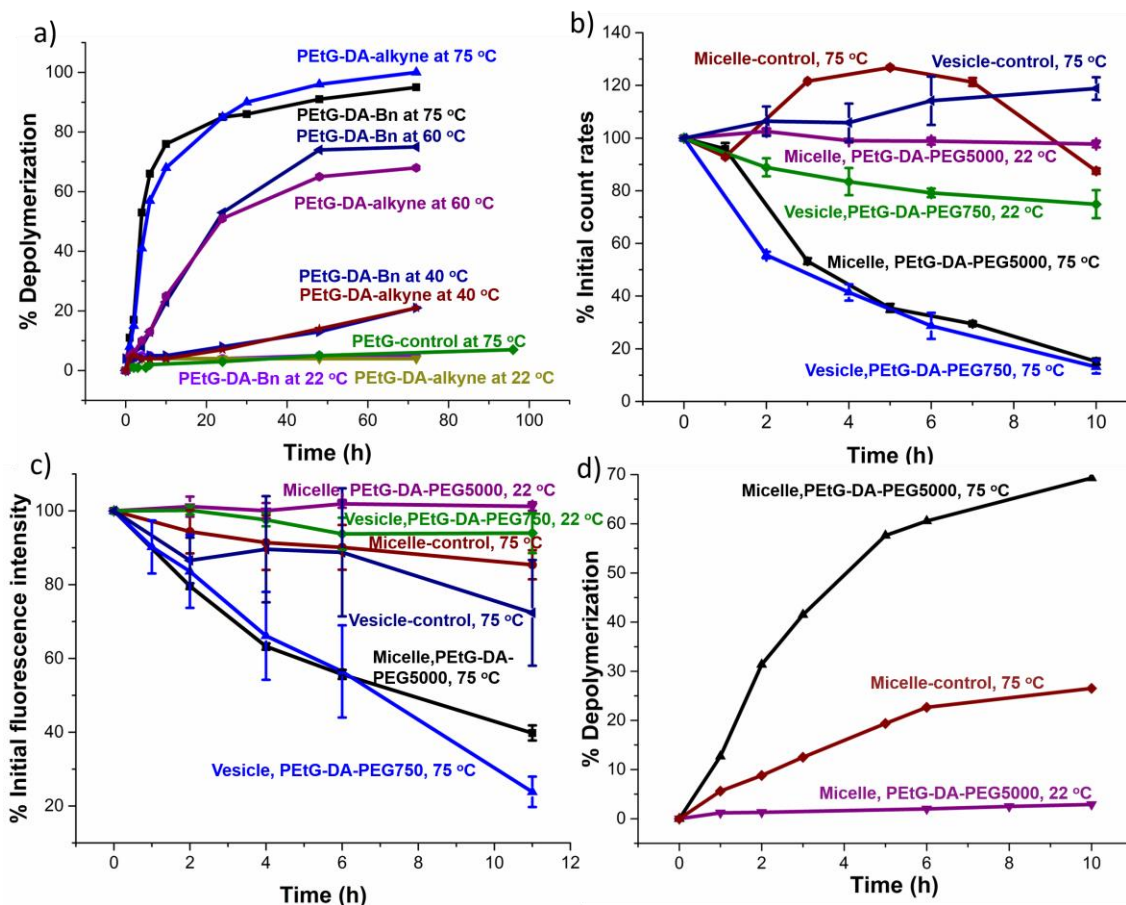 a)
% Depolymerization
100
80
60
40
20
0
PEtG-DA-alkyne at 75 °C
PEtG-DA-Bn at 75 °C
PEtG-DA-Bn at 60 °C
PEtG-DA-alkyne at 60 °C
PEtG-DA-Bn at 40 °C
PEtG-DA-alkyne at 40 °C
PEtG-control at 75 °C
PEtG-DA-Bn at 22 °C
PEtG-DA-alkyne at 22 °C
0 20 40 60 80 100
Time (h)
b)
% Initial count rates
140
120
100
80
60
40
20
0
Micelle-control, 75 °C
Vesicle-control, 75 °C
Micelle, PEtG-DA-PEG5000, 22 °C
Vesicle,PEtG-DA-PEG750, 22 °C
Micelle, PEtG-DA-PEG5000, 75 °C
Vesicle,PEtG-DA-PEG750, 75 °C
0 2 4 6 8 10
Time (h)
c)
% Initial fluorescence intensity
100
80
60
40
20
Micelle, PEtG-DA-PEG5000, 22 °C
Vesicle,PEtG-DA-PEG750, 22 °C
Micelle-control, 75 °C
Vesicle-control, 75 °C
Micelle,PEtG-DA-
PEG5000, 75 °C
Vesicle, PEtG-DA-PEG750, 75 °C
0 2 4 6 8 10 12
Time (h)
d)
% Depolymerization
70
60
50
40
30
20
10
0
Micelle,PEtG-DA-PEG5000, 75 °C
Micelle-control, 75 °C
Micelle, PEtG-DA-PEG5000, 22 °C
0 2 4 6 8 10
Time (h)